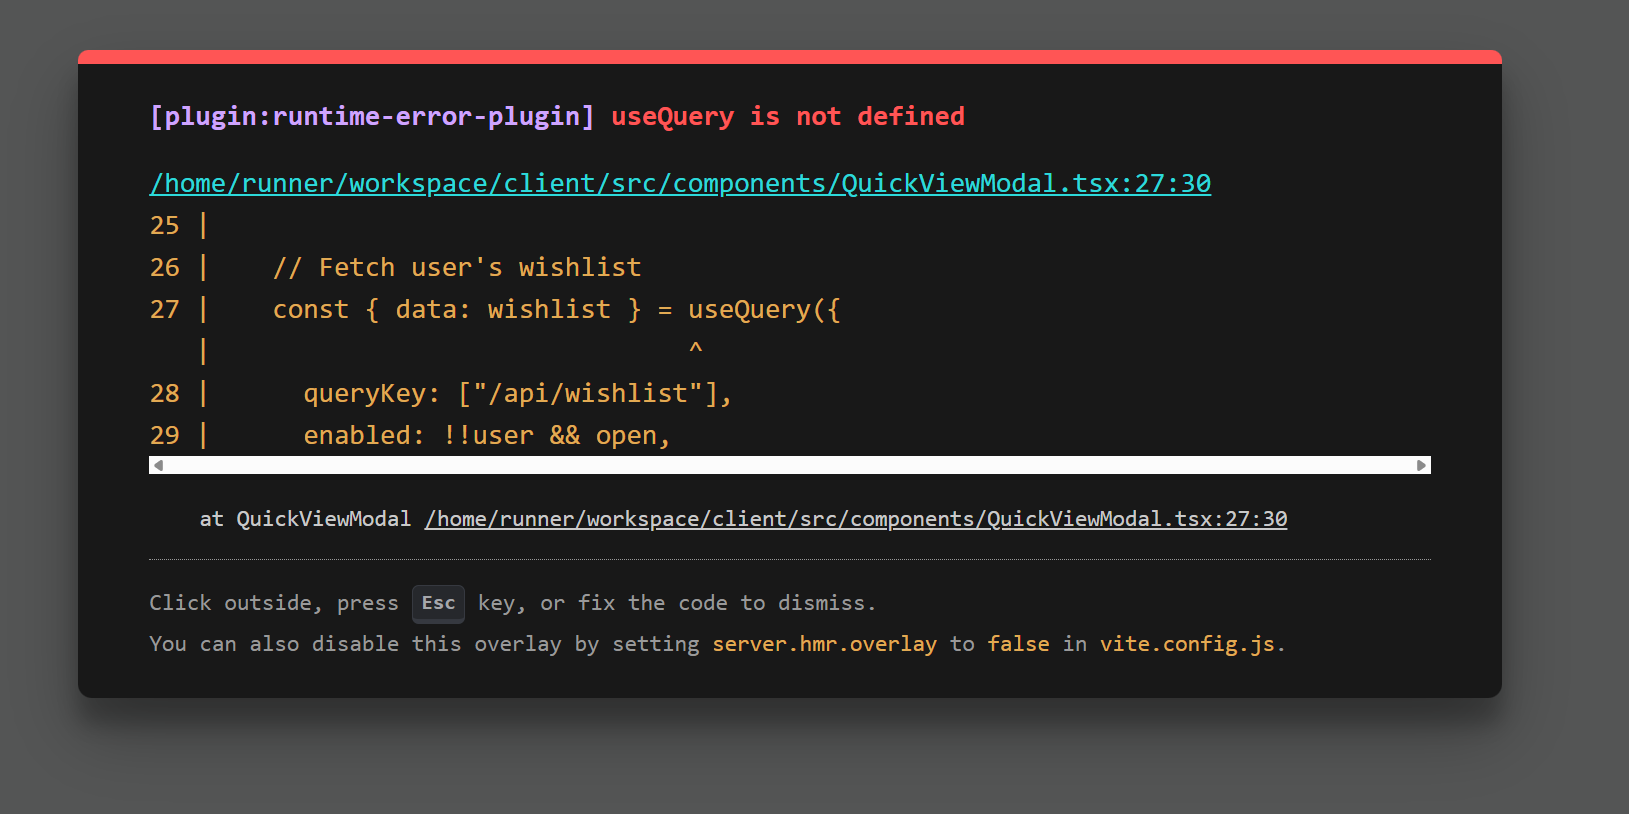 [plugin:runtime-error-plugin] useQuery is not defined
/home/runner/workspace/client/src/components/QuickViewModal.tsx:27:30
25 |
26 |    // Fetch user's wishlist
27 |    const { data: wishlist } = useQuery({
   |                               ^
28 |      queryKey: ["/api/wishlist"],
29 |      enabled: !!user && open,
    at QuickViewModal /home/runner/workspace/client/src/components/QuickViewModal.tsx:27:30
Click outside, press Esc key, or fix the code to dismiss.
You can also disable this overlay by setting server.hmr.overlay to false in vite.config.js.